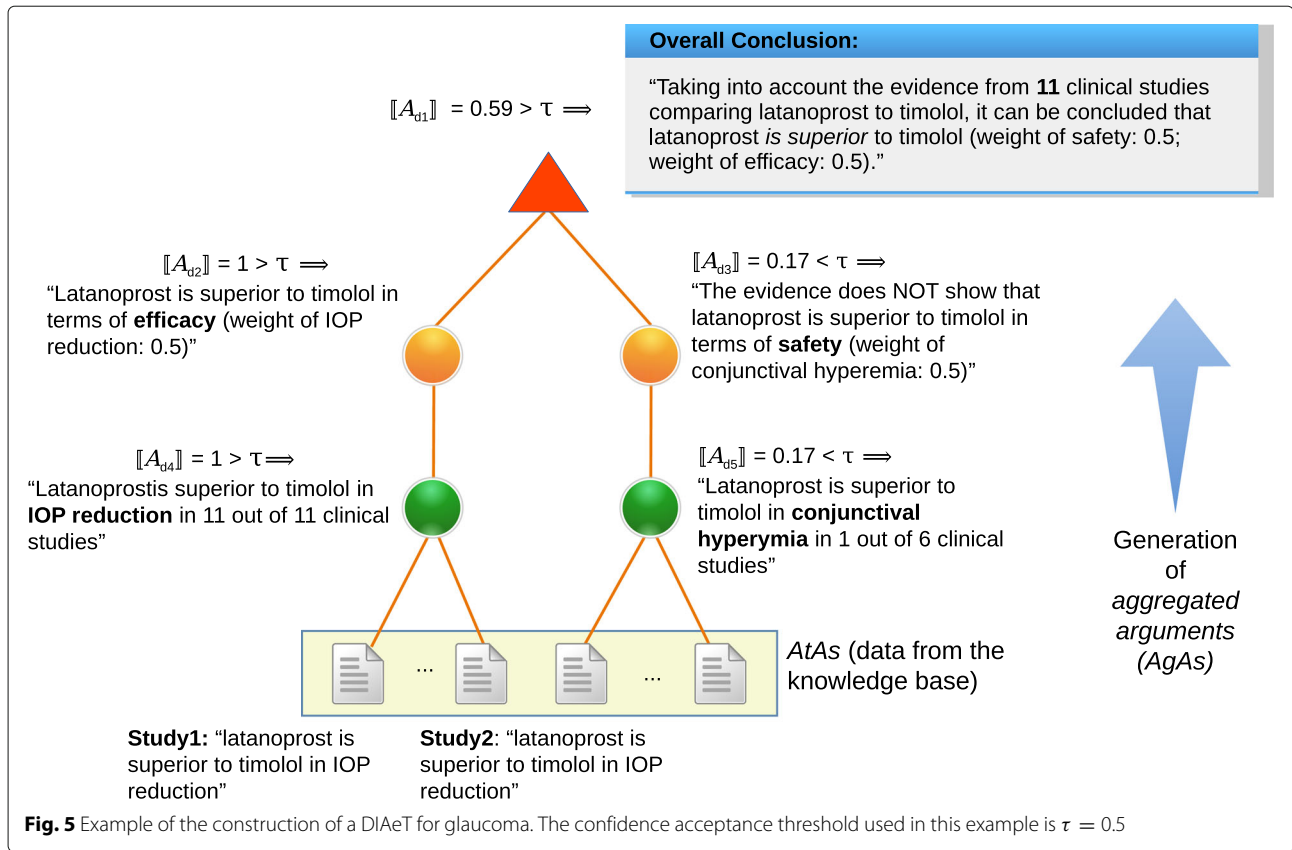 Overall Conclusion:
“Taking into account the evidence from 11 clinical studies
comparing latanoprost to timolol, it can be concluded that
latanoprost is superior to timolol (weight of safety: 0.5;
weight of efficacy: 0.5).”
⟦A_d1⟧ = 0.59 > τ ⟹
⟦A_d2⟧ = 1 > τ ⟹
“Latanoprost is superior to timolol in
terms of efficacy (weight of IOP
reduction: 0.5)”
⟦A_d3⟧ = 0.17 < τ ⟹
“The evidence does NOT show that
latanoprost is superior to timolol in
terms of safety (weight of
conjunctival hyperemia: 0.5)”
⟦A_d4⟧ = 1 > τ⟹
“Latanoprostis superior to timolol in
IOP reduction in 11 out of 11 clinical
studies”
⟦A_d5⟧ = 0.17 < τ ⟹
“Latanoprost is superior to
timolol in conjunctival
hyperymia in 1 out of 6 clinical
studies”
Generation
of
aggregated
arguments
(AgAs)
...
...
AtAs (data from the
knowledge base)
Study1: “latanoprost is
superior to timolol in IOP
reduction”
Study2: “latanoprost is
superior to timolol in IOP
reduction”
Fig. 5 Example of the construction of a DIAeT for glaucoma. The confidence acceptance threshold used in this example is τ = 0.5